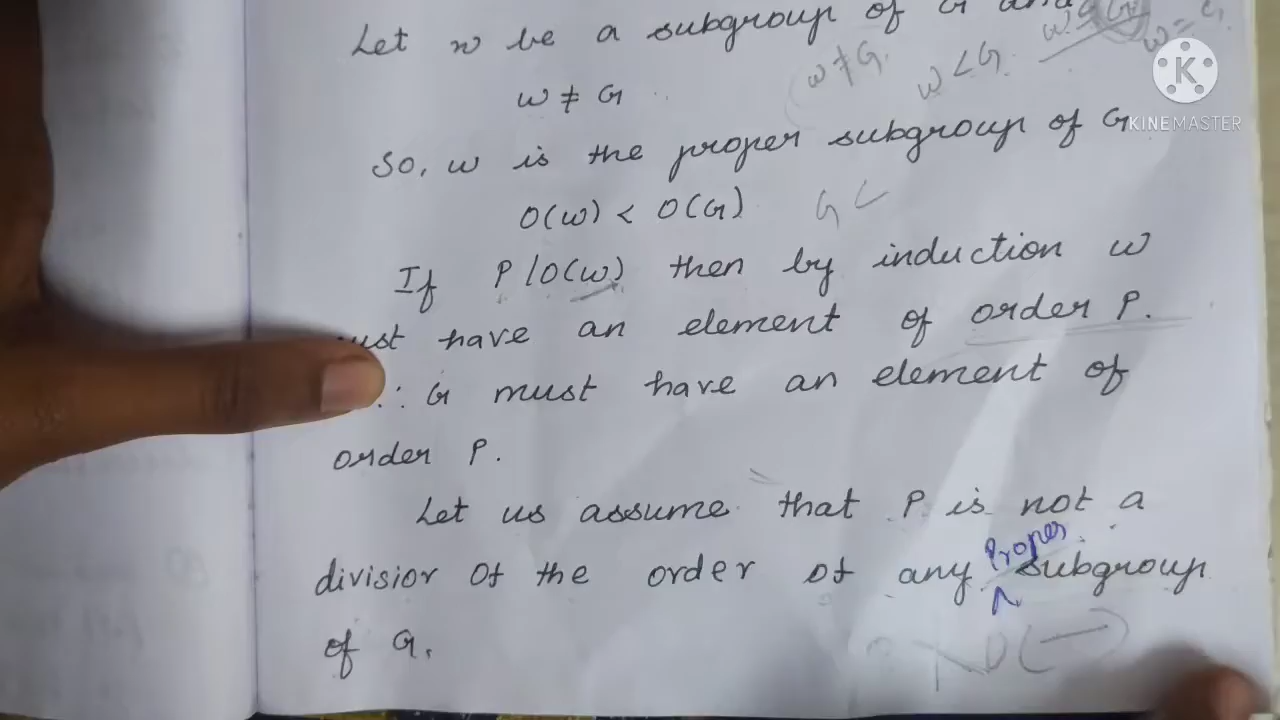 Let w be a subgroup of G and
w ≠ G
w < G
w ≠ G
So, w is the proper subgroup of G
KINEMASTER
O(w) < O(G)
G <
If P/O(w) then by induction w
must have an element of order P.
∴ G must have an element of
order P.
Let us assume that P is not a
divisior of the order of any proper subgroup
of G.